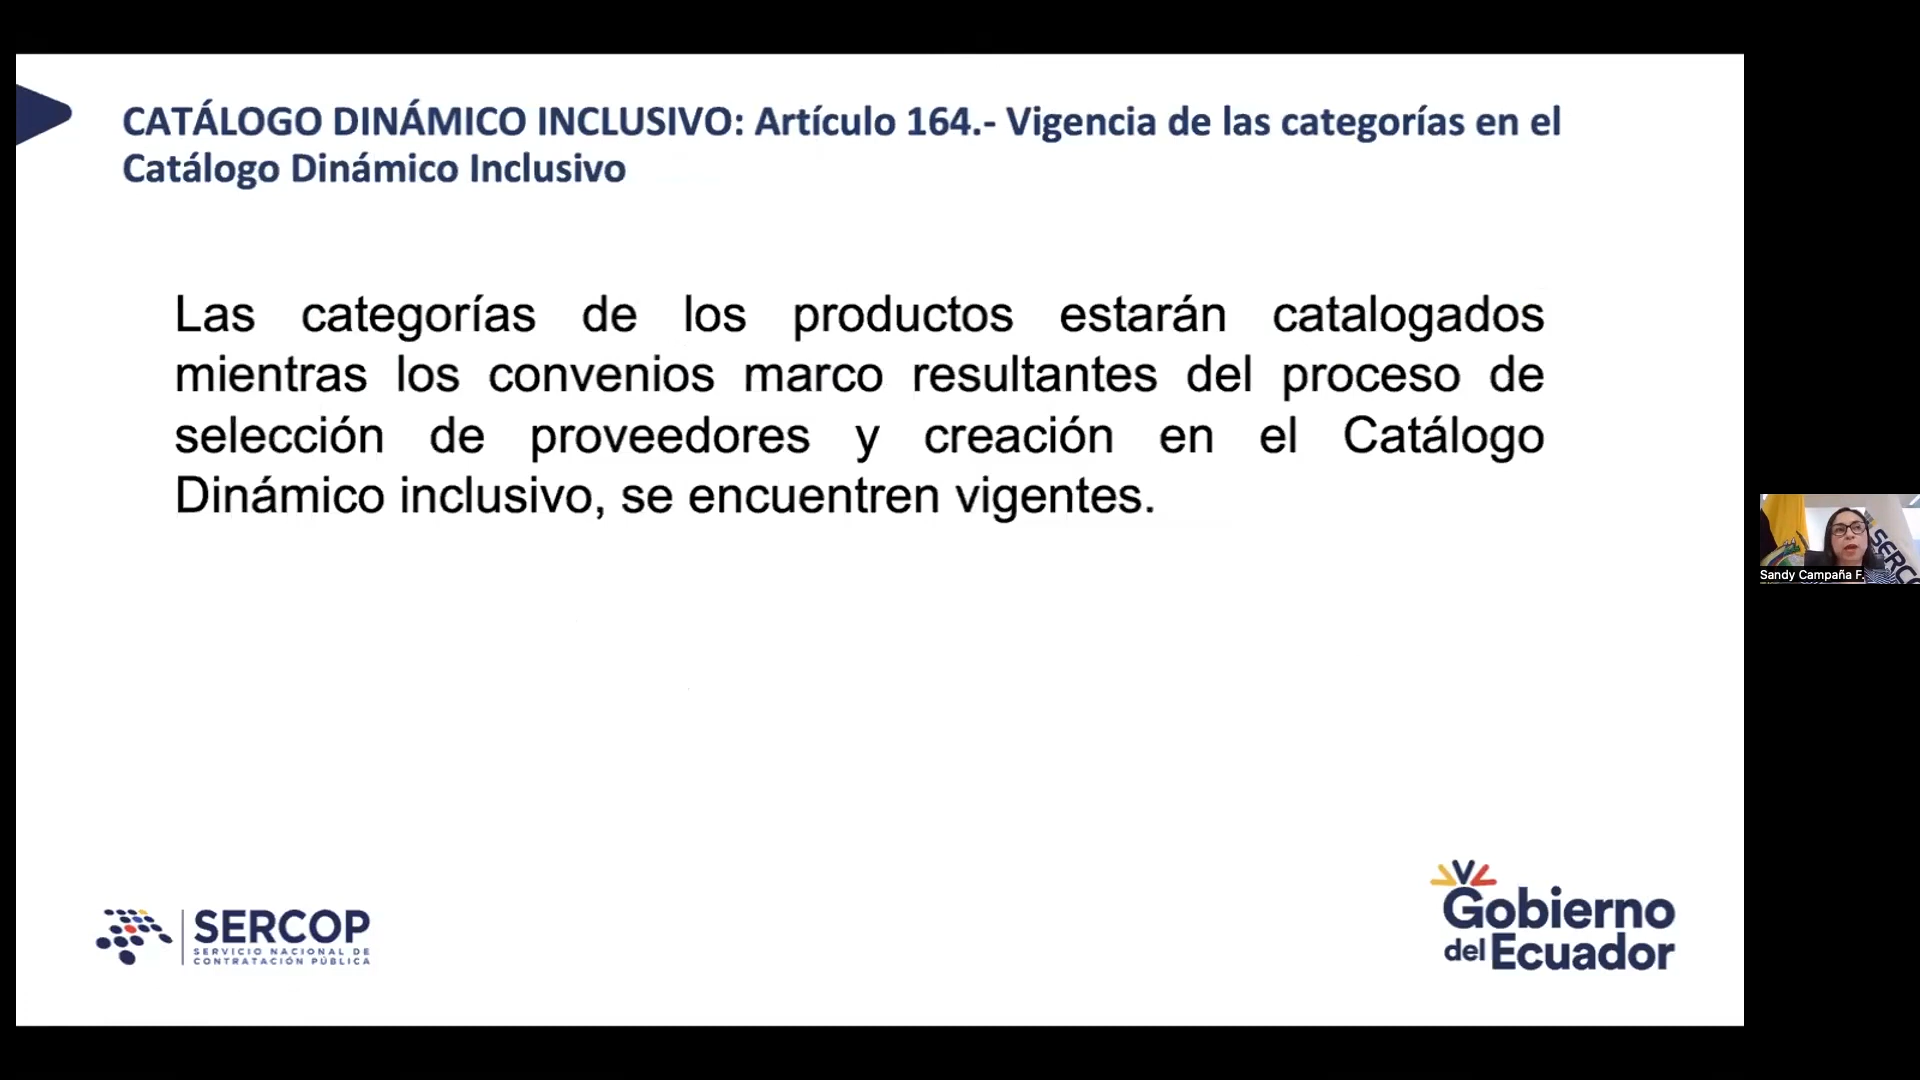 CATÁLOGO DINÁMICO INCLUSIVO: Artículo 164.- Vigencia de las categorías en el
Catálogo Dinámico Inclusivo
Las categorías de los productos estarán catalogados
mientras los convenios marco resultantes del proceso de
selección de proveedores y creación en el Catálogo
Dinámico inclusivo, se encuentren vigentes.
SERC
Sandy Campaña F.
SERCOP
SERVICIO NACIONAL DE
CONTRATACIÓN PÚBLICA
Gobierno
del Ecuador